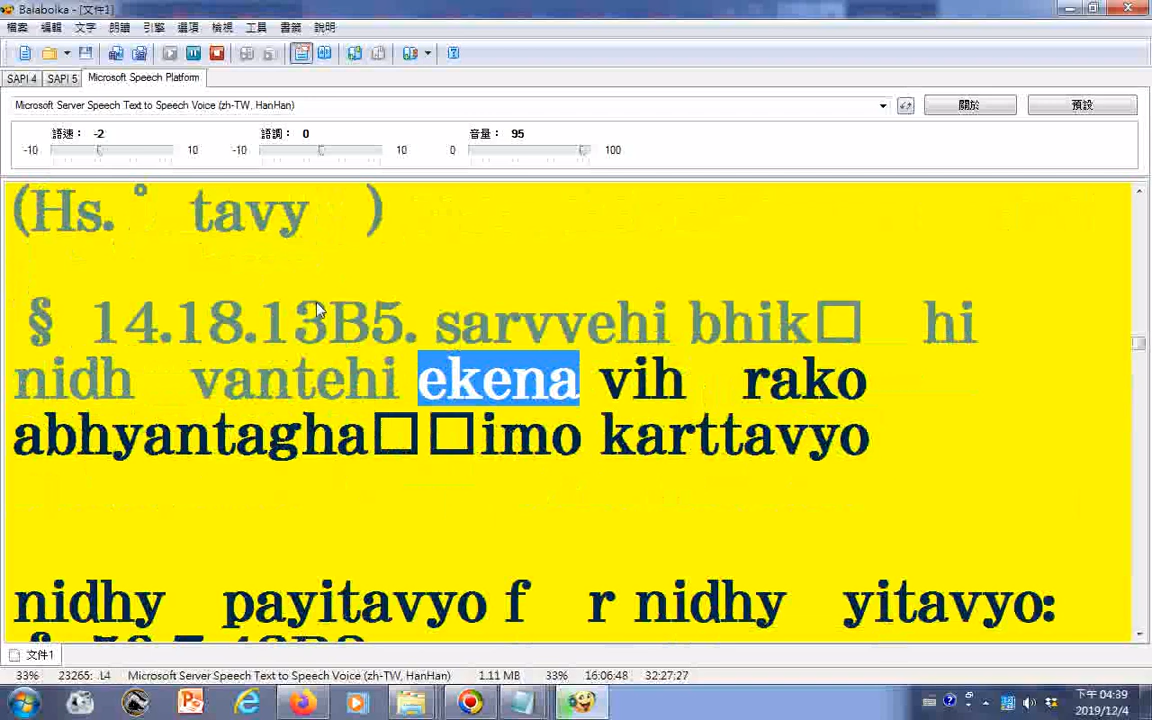 Balabolka - [文件1]
檔案 編輯 文字 朗讀 引擎 選項 檢視 工具 書籤 說明
SAPI 4 SAPI 5 Microsoft Speech Platform
Microsoft Server Speech Text to Speech Voice (zh-TW, HanHan) 關於 預設
語速： -2 語調： 0 音量： 95
-10 10 -10 10 0 100
(Hs. ° tavy )
§ 14.18.13B5. sarvvehi bhik□ hi
nidh vantehi ekena vih rako
abhyantagha□□imo karttavyo
nidhy payitavyo f r nidhy yitavyo:
文件1
33% 23265: L4 Microsoft Server Speech Text to Speech Voice (zh-TW, HanHan) 1.11 MB 33% 16:06:48 32:27:27
下午 04:39
2019/12/4